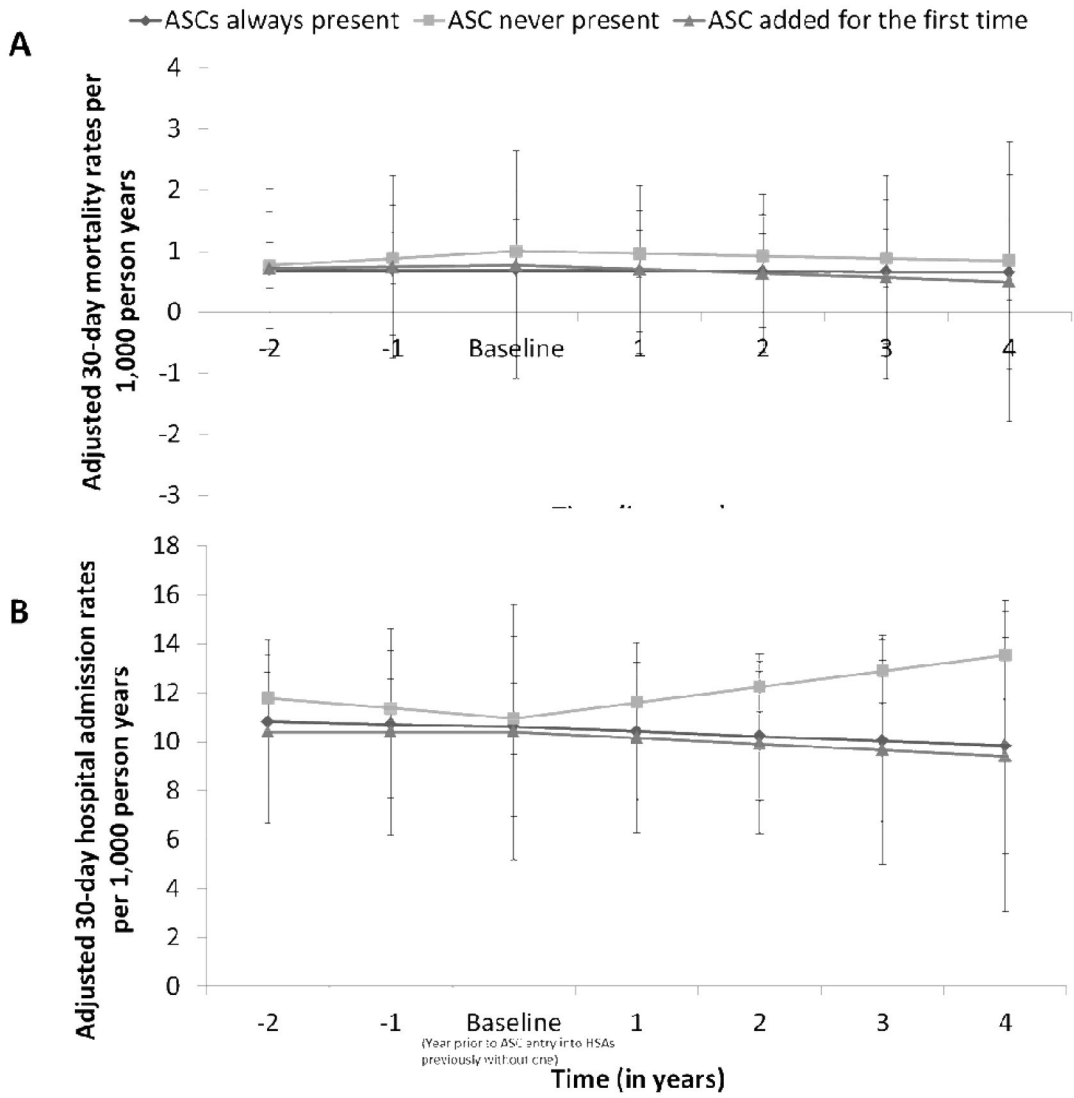 ASCs always present ASC never present ASC added for the first time
A
Adjusted 30-day mortality rates per
1,000 person years
4
3
2
1
0
-1
-2
-3
-2 -1 Baseline 1 2 3 4
B
Adjusted 30-day hospital admission rates
per 1,000 person years
18
16
14
12
10
8
6
4
2
0
-2 -1 Baseline 1 2 3 4
(Year prior to ASC entry into HSAs
previously without one)
Time (in years)